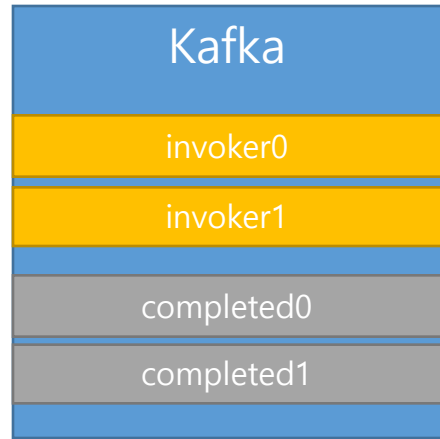 Kafka
invoker0
invoker1
completed0
completed1